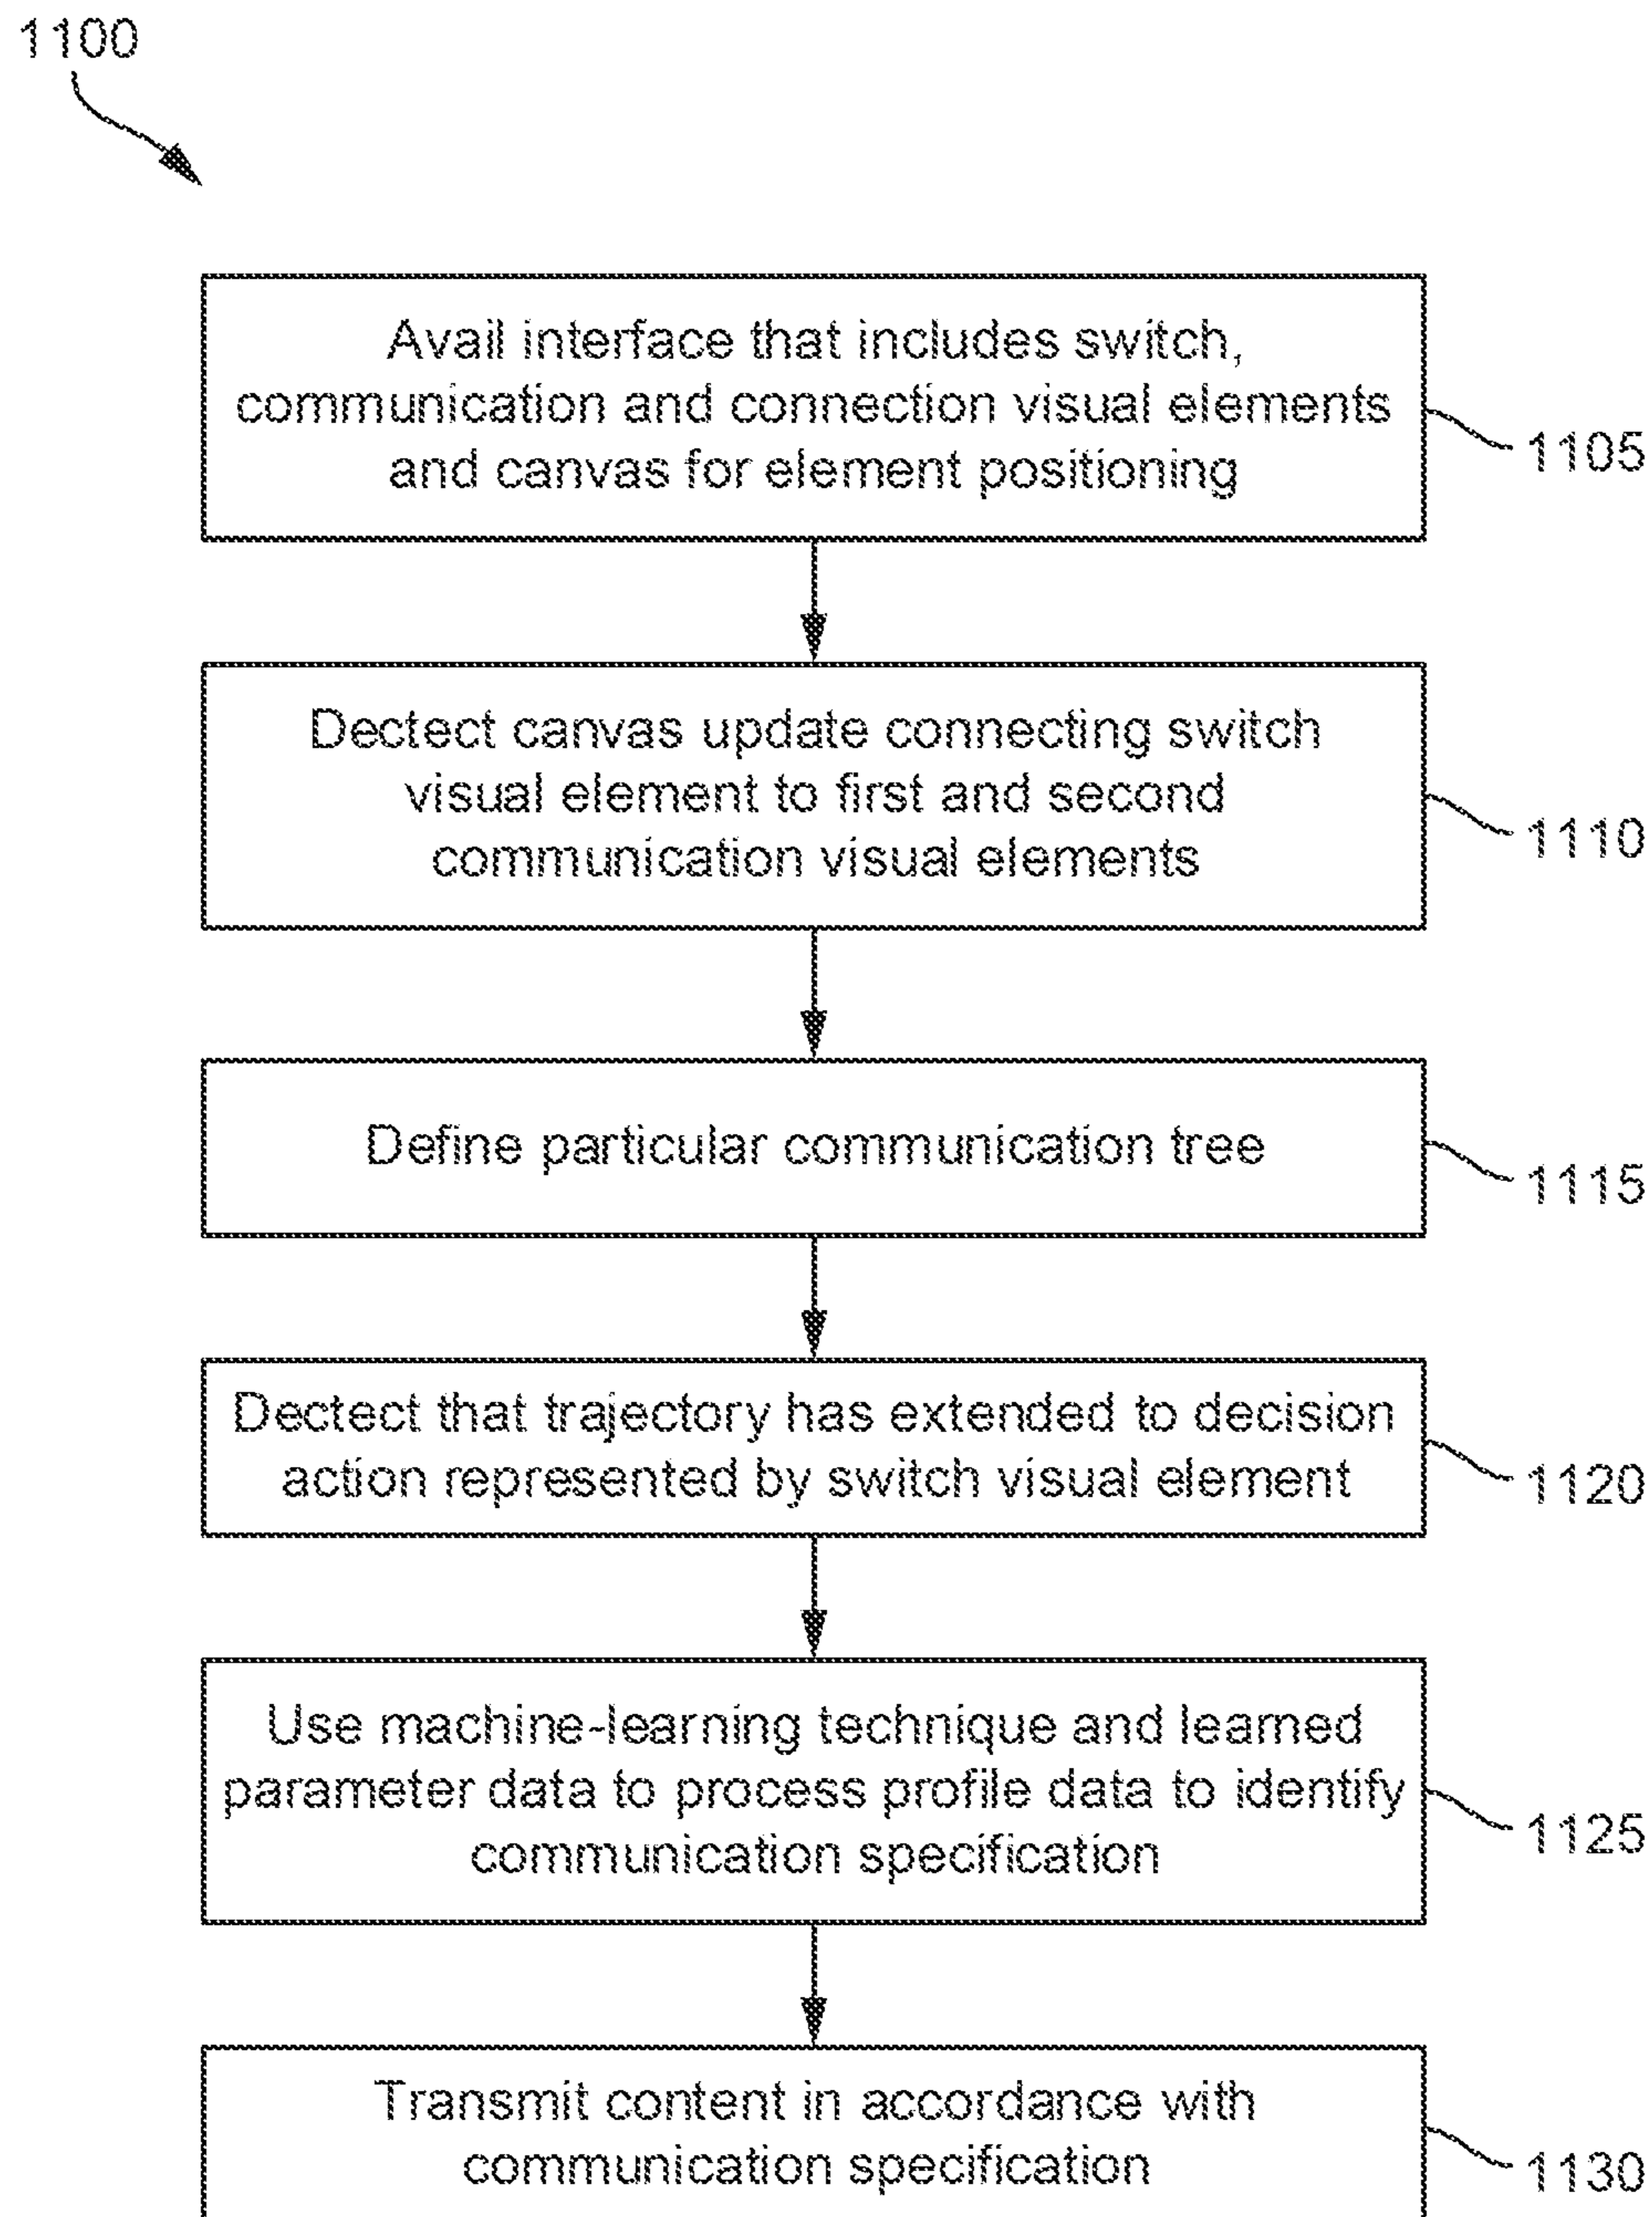 1100
Avail interface that includes switch,
communication and connection visual elements
and canvas for element positioning
1105
Dectect canvas update connecting switch
visual element to first and second
communication visual elements
1110
Define particular communication tree
1115
Dectect that trajectory has extended to decision
action represented by switch visual element
1120
Use machine-learning technique and learned
parameter data to process profile data to identify
communication specification
1125
Transmit content in accordance with
communication specification
1130